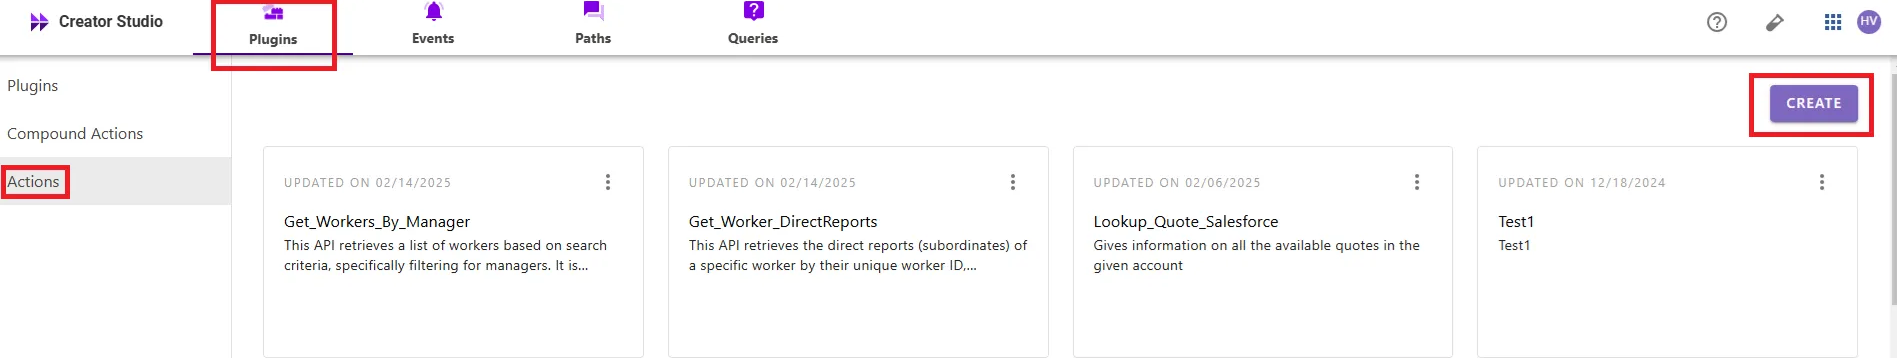 Creator Studio
Plugins
Events
Paths
Queries
HV
Plugins
Compound Actions
Actions
CREATE
UPDATED ON 02/14/2025
Get_Workers_By_Manager
This API retrieves a list of workers based on search
criteria, specifically filtering for managers. It is...
UPDATED ON 02/14/2025
Get_Worker_DirectReports
This API retrieves the direct reports (subordinates) of
a specific worker by their unique worker ID,...
UPDATED ON 02/06/2025
Lookup_Quote_Salesforce
Gives information on all the available quotes in the
given account
UPDATED ON 12/18/2024
Test1
Test1